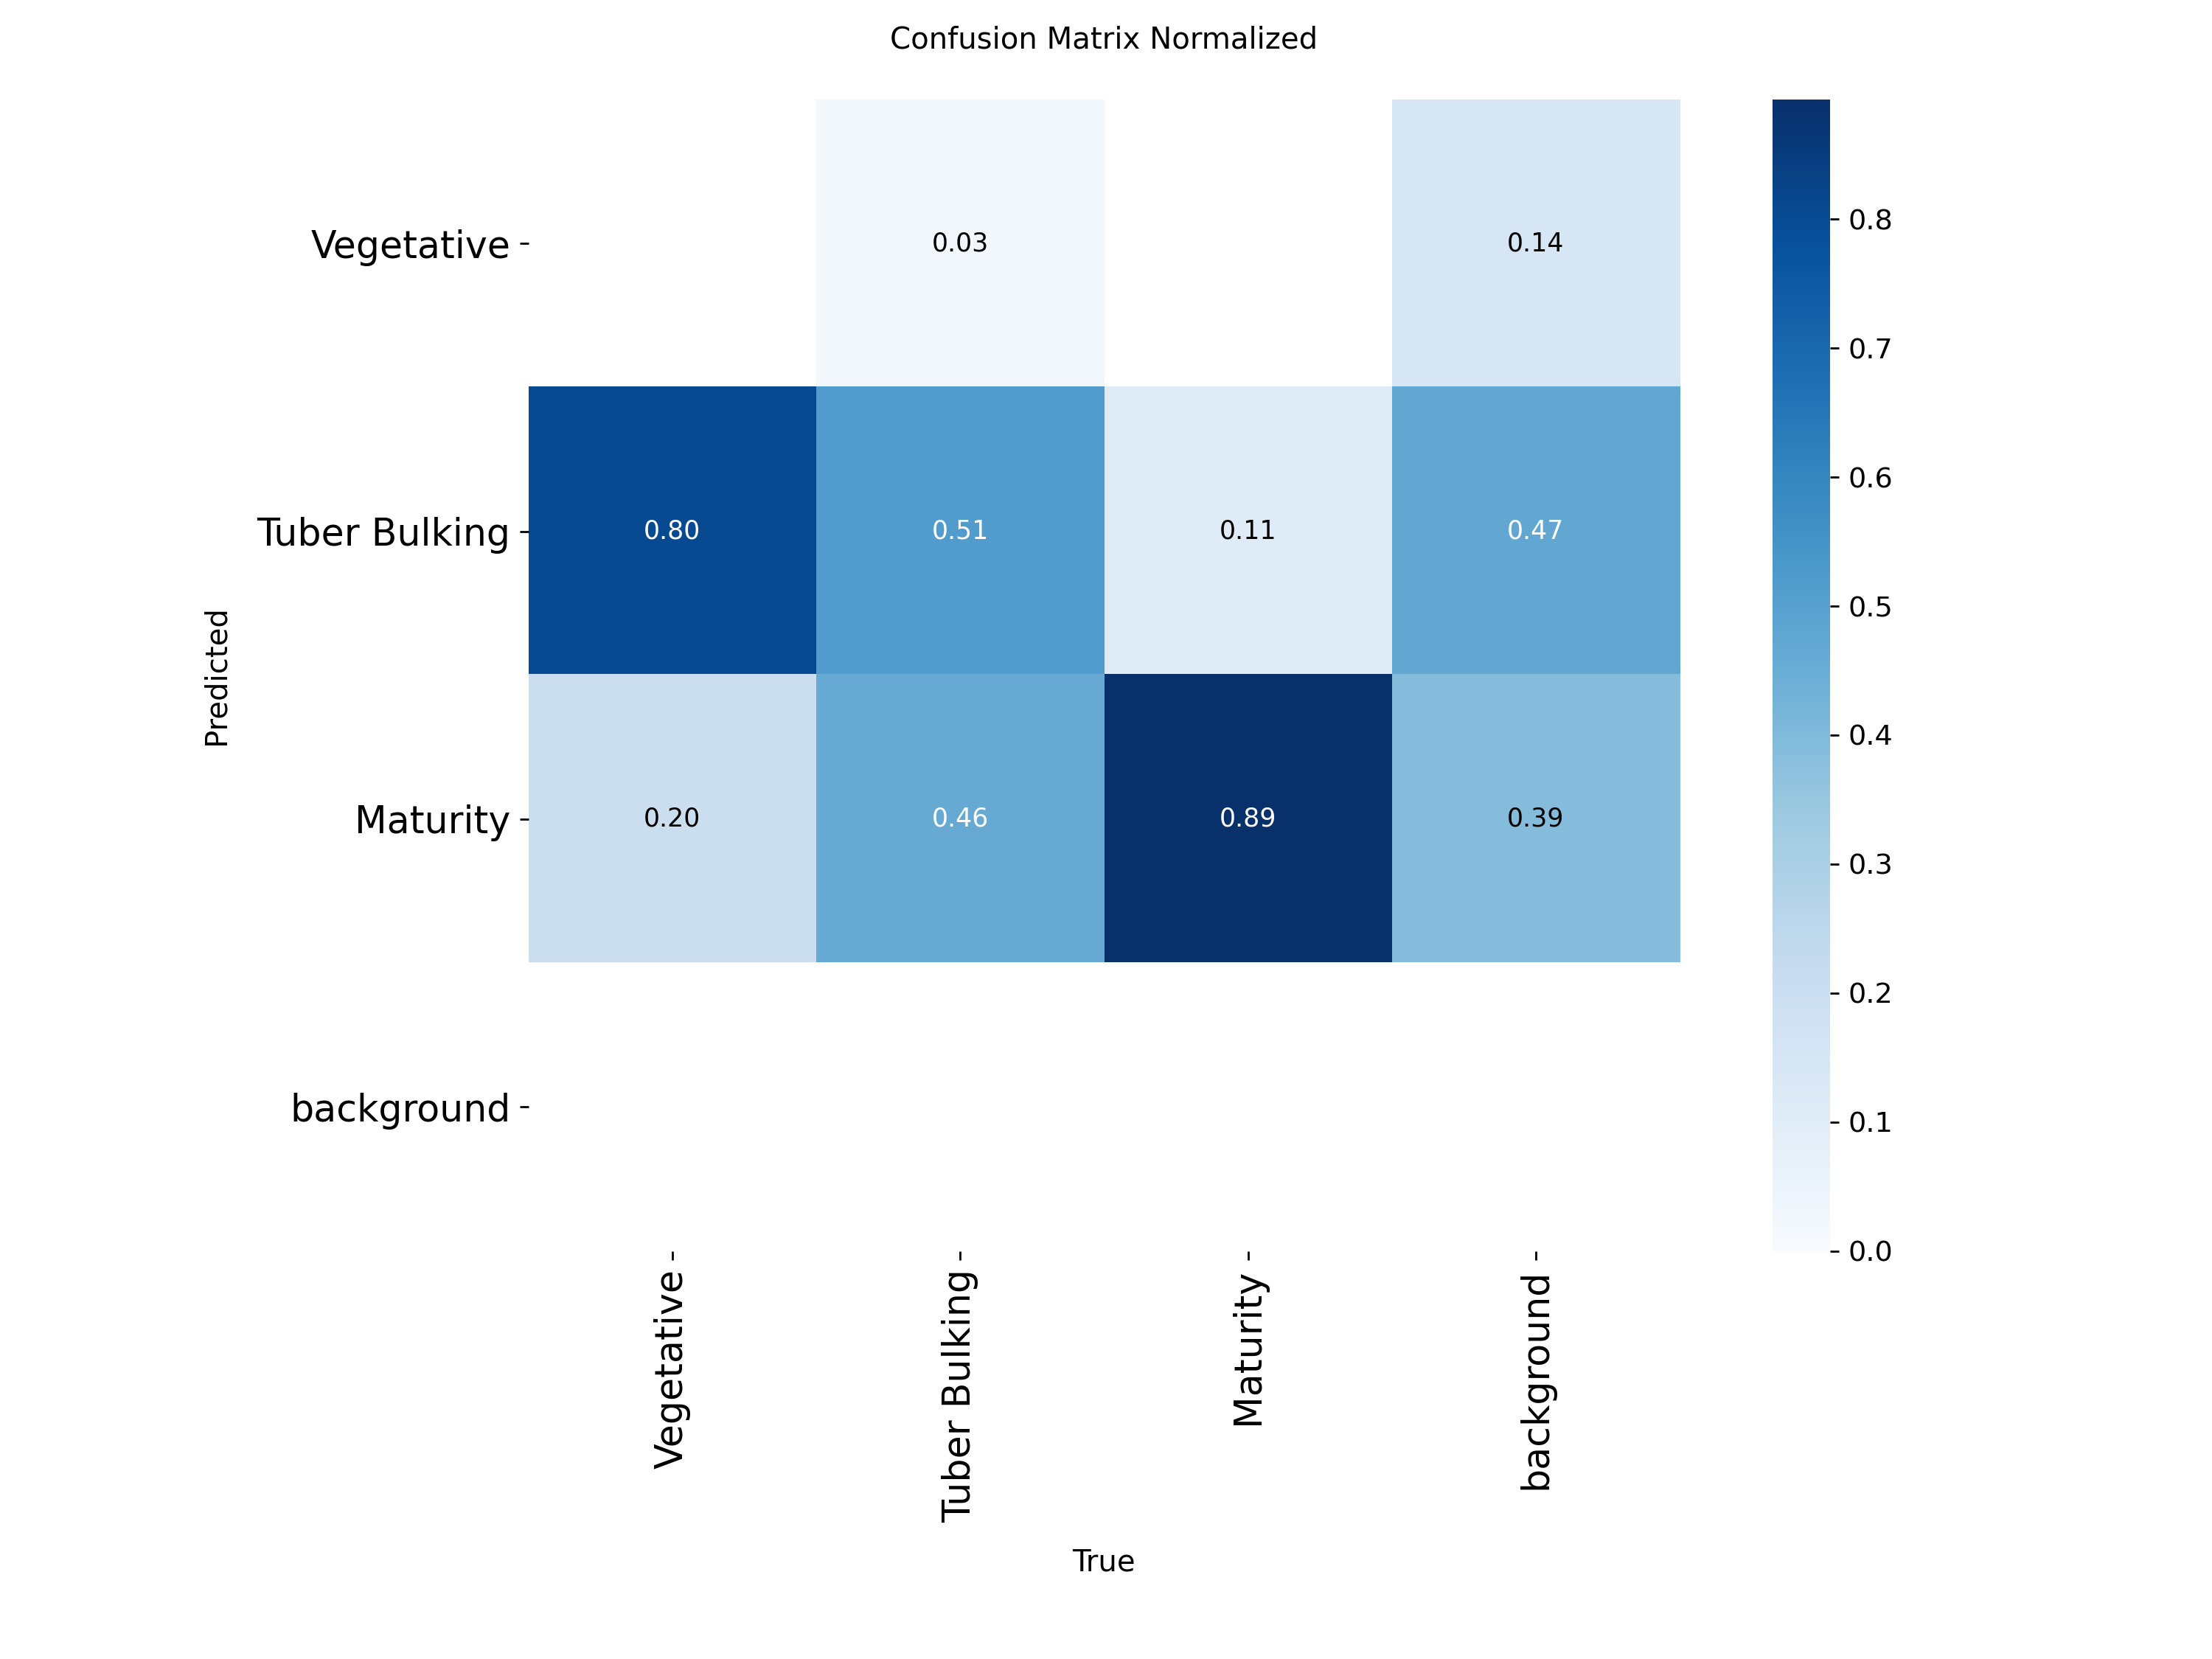 Confusion Matrix Normalized
Vegetative
0.03
0.14
Tuber Bulking
0.80
0.51
0.11
0.47
Maturity
0.20
0.46
0.89
0.39
background
Predicted
Vegetative
Tuber Bulking
Maturity
background
True
0.8
0.7
0.6
0.5
0.4
0.3
0.2
0.1
0.0